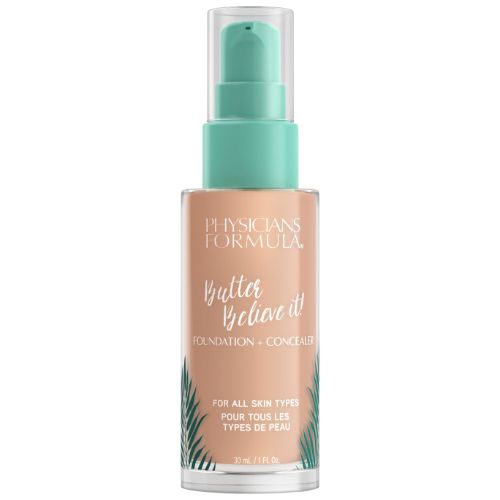 PHYSICIANS
FORMULA®
Butter
Believe it!
FOUNDATION + CONCEALER
FOR ALL SKIN TYPES
POUR TOUS LES
TYPES DE PEAU
30 mL / 1 FL Oz.